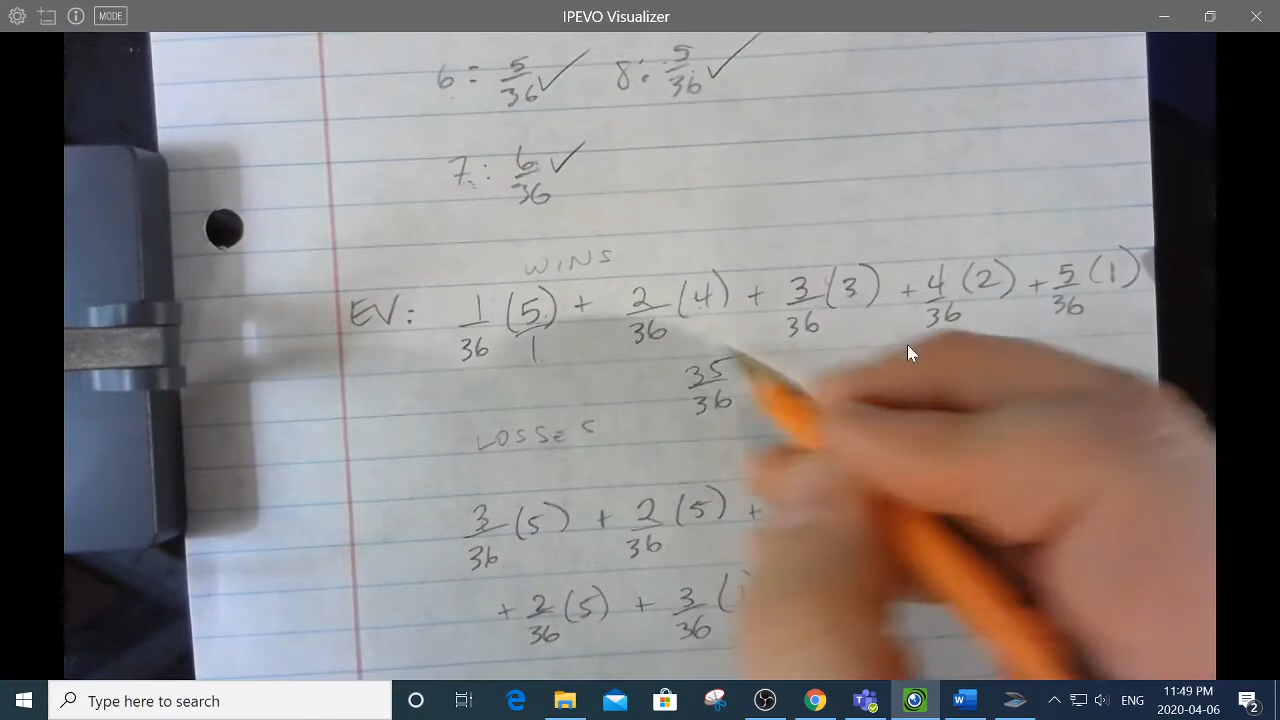 IPEVO Visualizer
MODE
6 : 5/36 ✓ 8 : 5/36 ✓
7 : 6/36 ✓
WINS
EV: 1/36 (5/1) + 2/36 (4) + 3/36 (3) + 4/36 (2) + 5/36 (1)
35/36
LOSSES
3/36 (5) + 2/36 (5) +
+ 2/36 (5) + 3/36 (
Type here to search
ENG
11:49 PM
2020-04-06
2